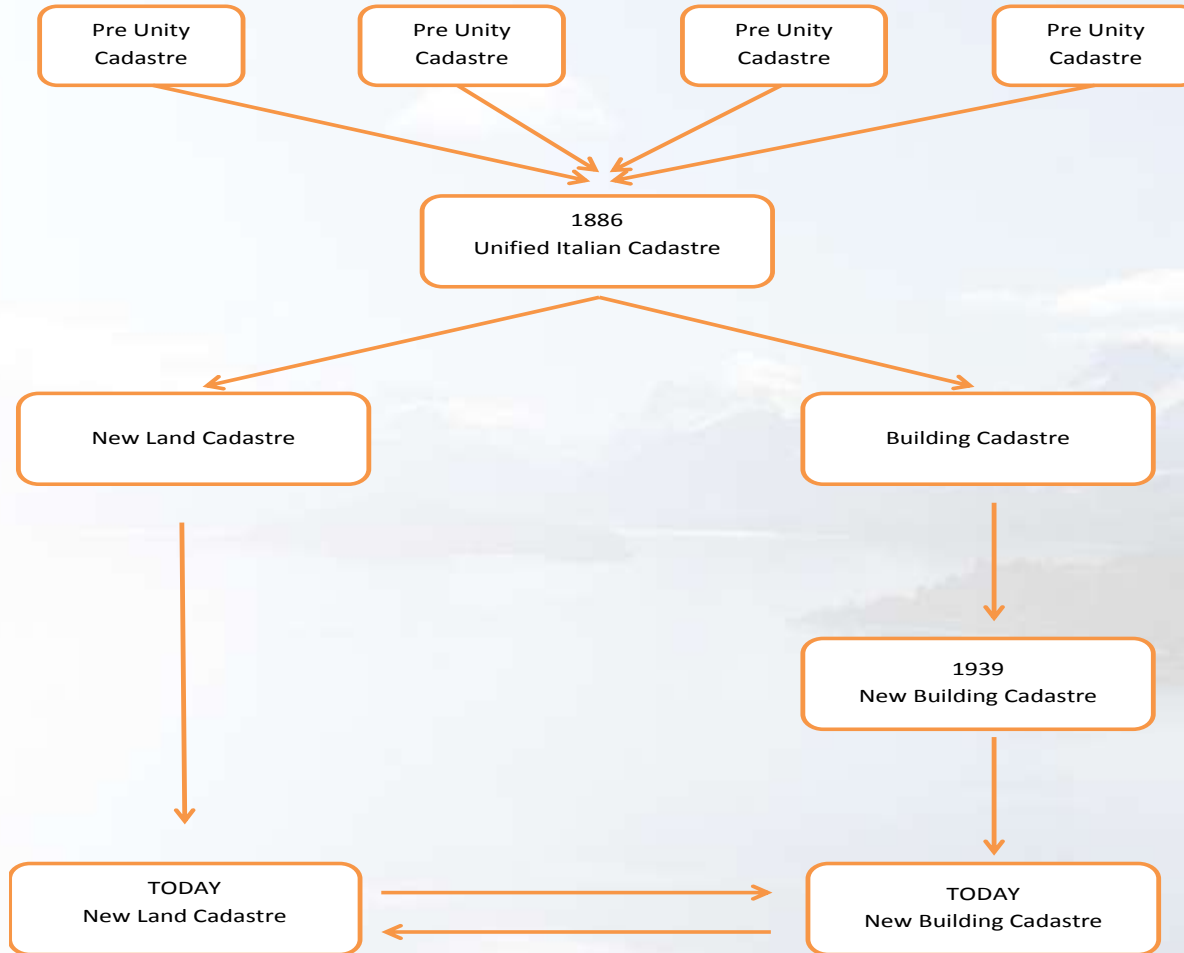 Pre Unity
Cadastre
Pre Unity
Cadastre
Pre Unity
Cadastre
Pre Unity
Cadastre
1886
Unified Italian Cadastre
New Land Cadastre
Building Cadastre
1939
New Building Cadastre
TODAY
New Land Cadastre
TODAY
New Building Cadastre